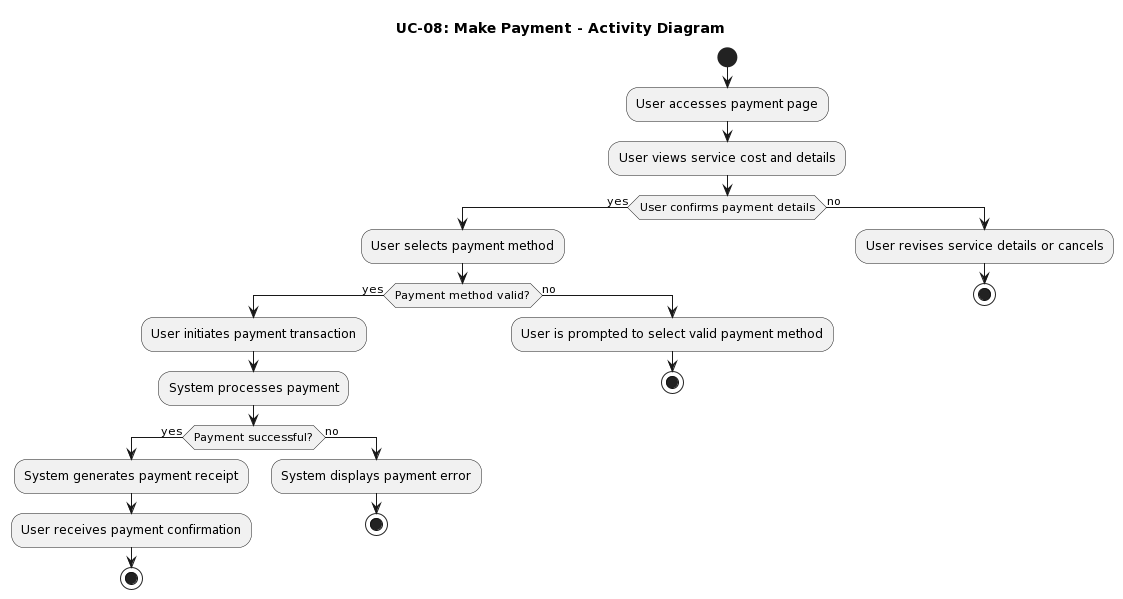 UC-08: Make Payment - Activity Diagram
User accesses payment page
User views service cost and details
yes
User confirms payment details
no
User selects payment method
User revises service details or cancels
yes
Payment method valid?
no
User initiates payment transaction
User is prompted to select valid payment method
System processes payment
yes
Payment successful?
no
System generates payment receipt
System displays payment error
User receives payment confirmation